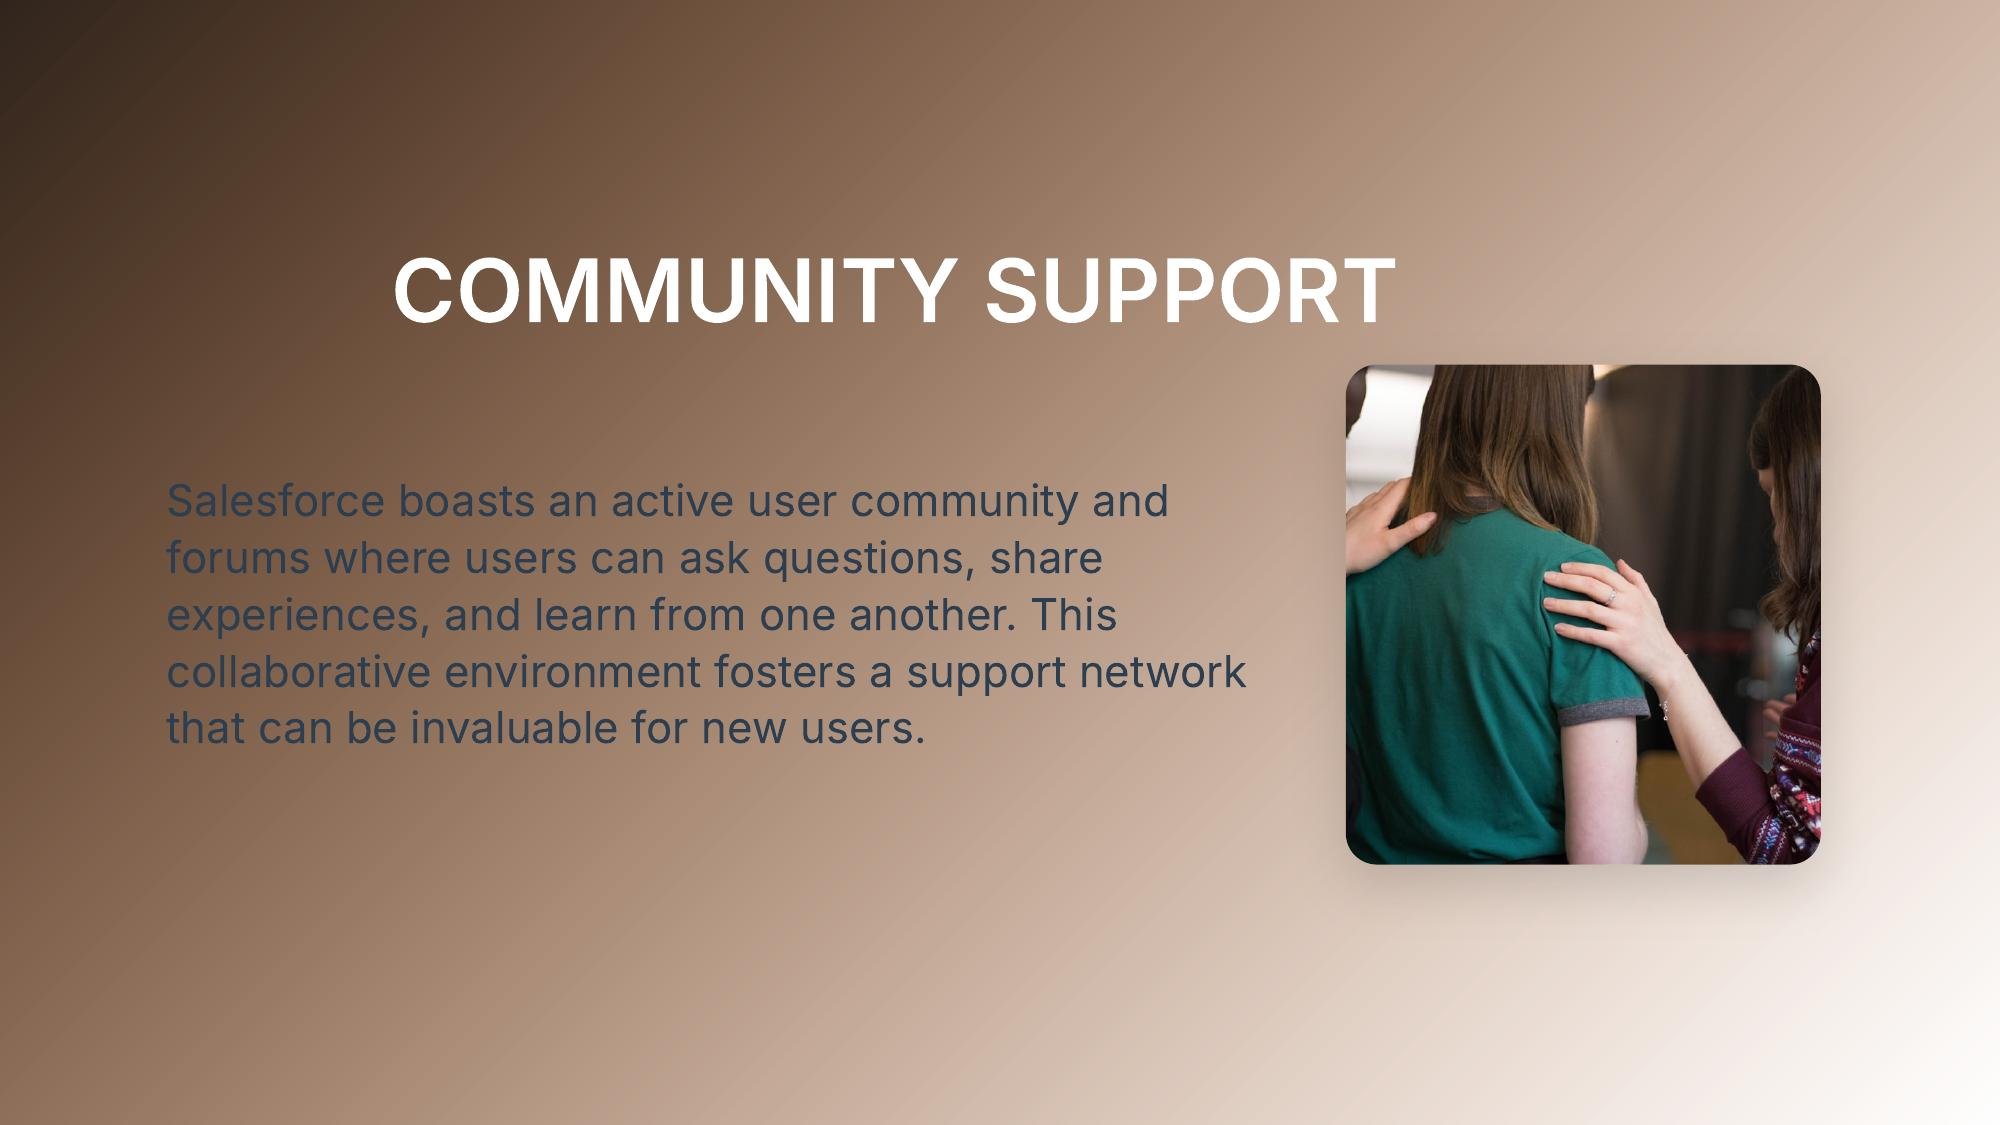 COMMUNITY SUPPORT
Salesforce boasts an active user community and
forums where users can ask questions, share
experiences, and learn from one another. This
collaborative environment fosters a support network
that can be invaluable for new users.